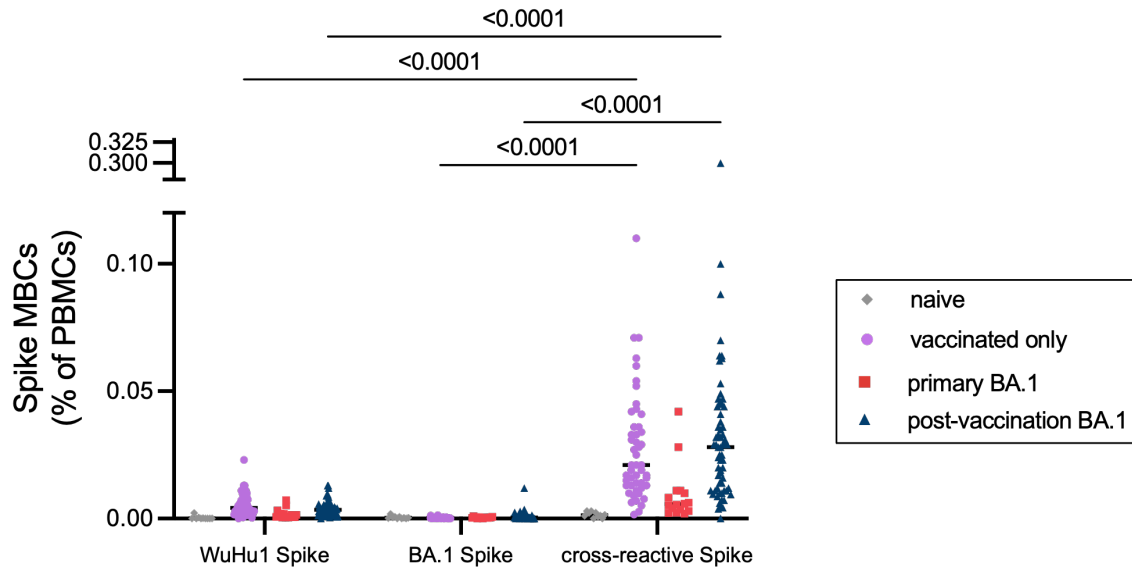 <0.0001
<0.0001
<0.0001
<0.0001
0.325
0.300
0.10
0.05
0.00
Spike MBCs
(% of PBMCs)
WuHu1 Spike
BA.1 Spike
cross-reactive Spike
naive
vaccinated only
primary BA.1
post-vaccination BA.1